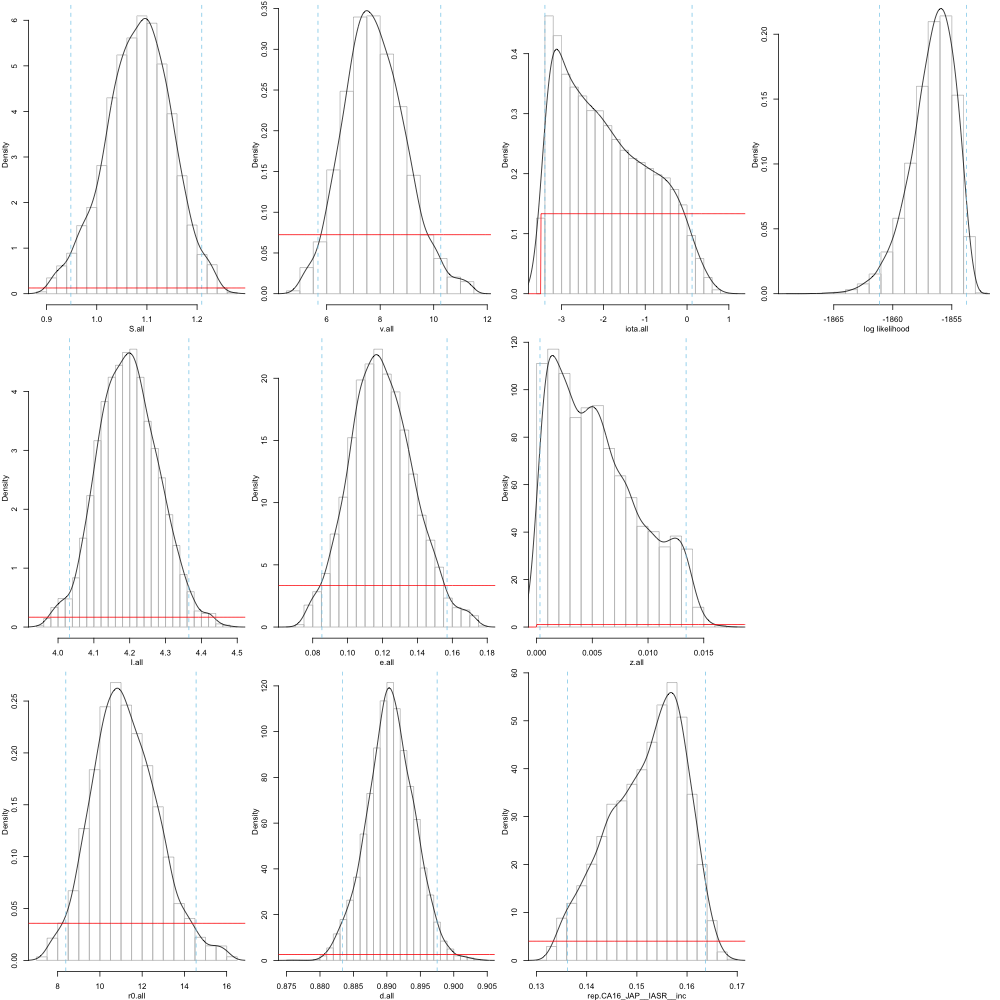 Density
0 1 2 3 4 5 6
0.9 1.0 1.1 1.2
S.all
Density
0.00 0.05 0.10 0.15 0.20 0.25 0.30 0.35
6 8 10 12
v.all
Density
0.0 0.1 0.2 0.3 0.4
-3 -2 -1 0 1
iota.all
Density
0.00 0.05 0.10 0.15 0.20
-1865 -1860 -1855
log likelihood
Density
0 1 2 3 4
4.0 4.1 4.2 4.3 4.4 4.5
l.all
Density
0 5 10 15 20
0.08 0.10 0.12 0.14 0.16 0.18
e.all
Density
0 20 40 60 80 100 120
0.000 0.005 0.010 0.015
z.all
Density
0.00 0.05 0.10 0.15 0.20 0.25
8 10 12 14 16
r0.all
Density
0 20 40 60 80 100 120
0.875 0.880 0.885 0.890 0.895 0.900 0.905
d.all
Density
0 10 20 30 40 50 60
0.13 0.14 0.15 0.16 0.17
rep.CA16_JAP__IASR__inc